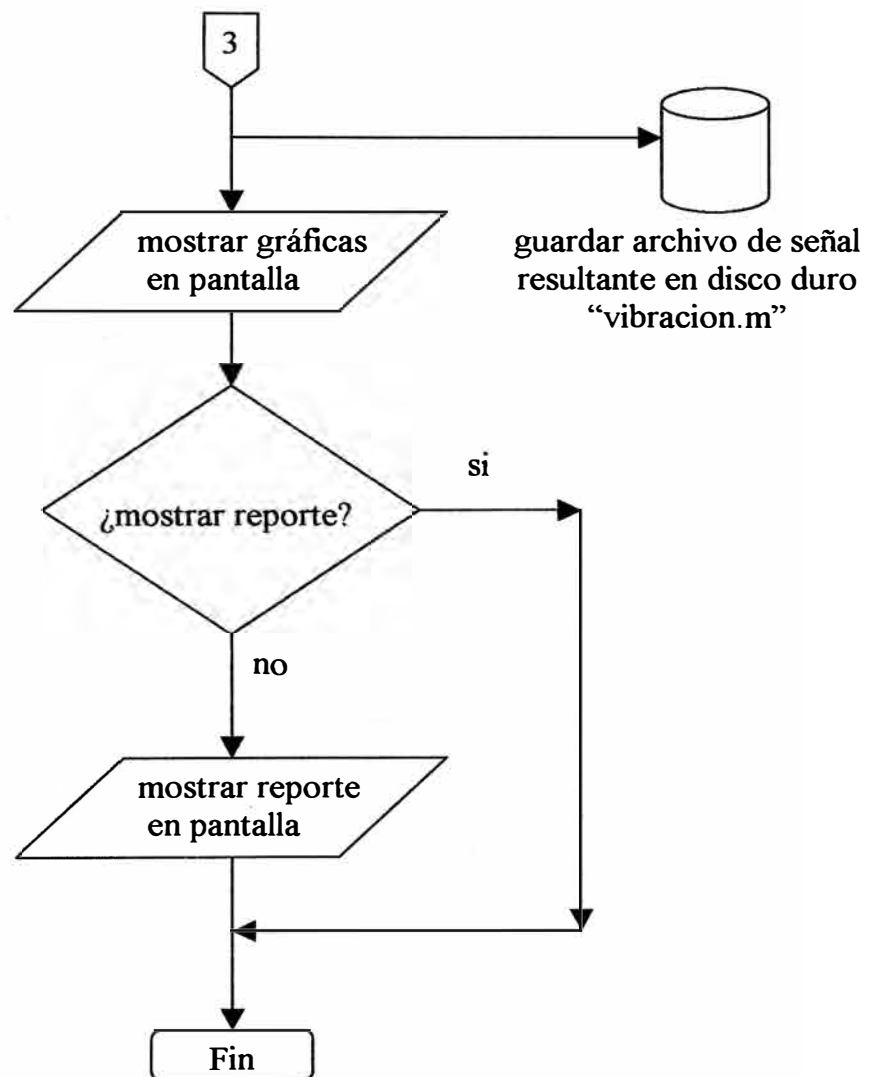 3
mostrar gráficas
en pantalla
guardar archivo de señal
resultante en disco duro
“vibracion.m”
¿mostrar reporte?
si
no
mostrar reporte
en pantalla
Fin